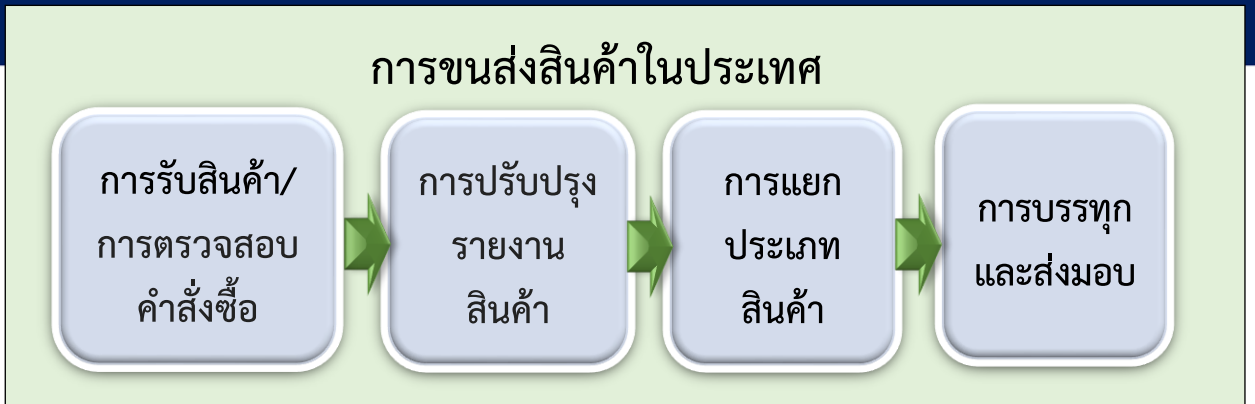 การขนส่งสินค้าในประเทศ
การรับสินค้า/
การตรวจสอบ
คำสั่งซื้อ
การปรับปรุง
รายงาน
สินค้า
การแยก
ประเภท
สินค้า
การบรรทุก
และส่งมอบ